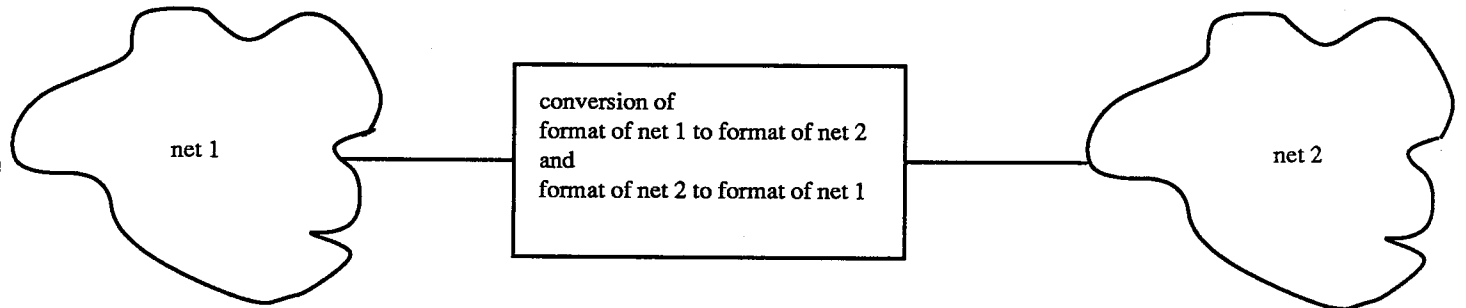 net 1
conversion of
format of net 1 to format of net 2
and
format of net 2 to format of net 1
net 2